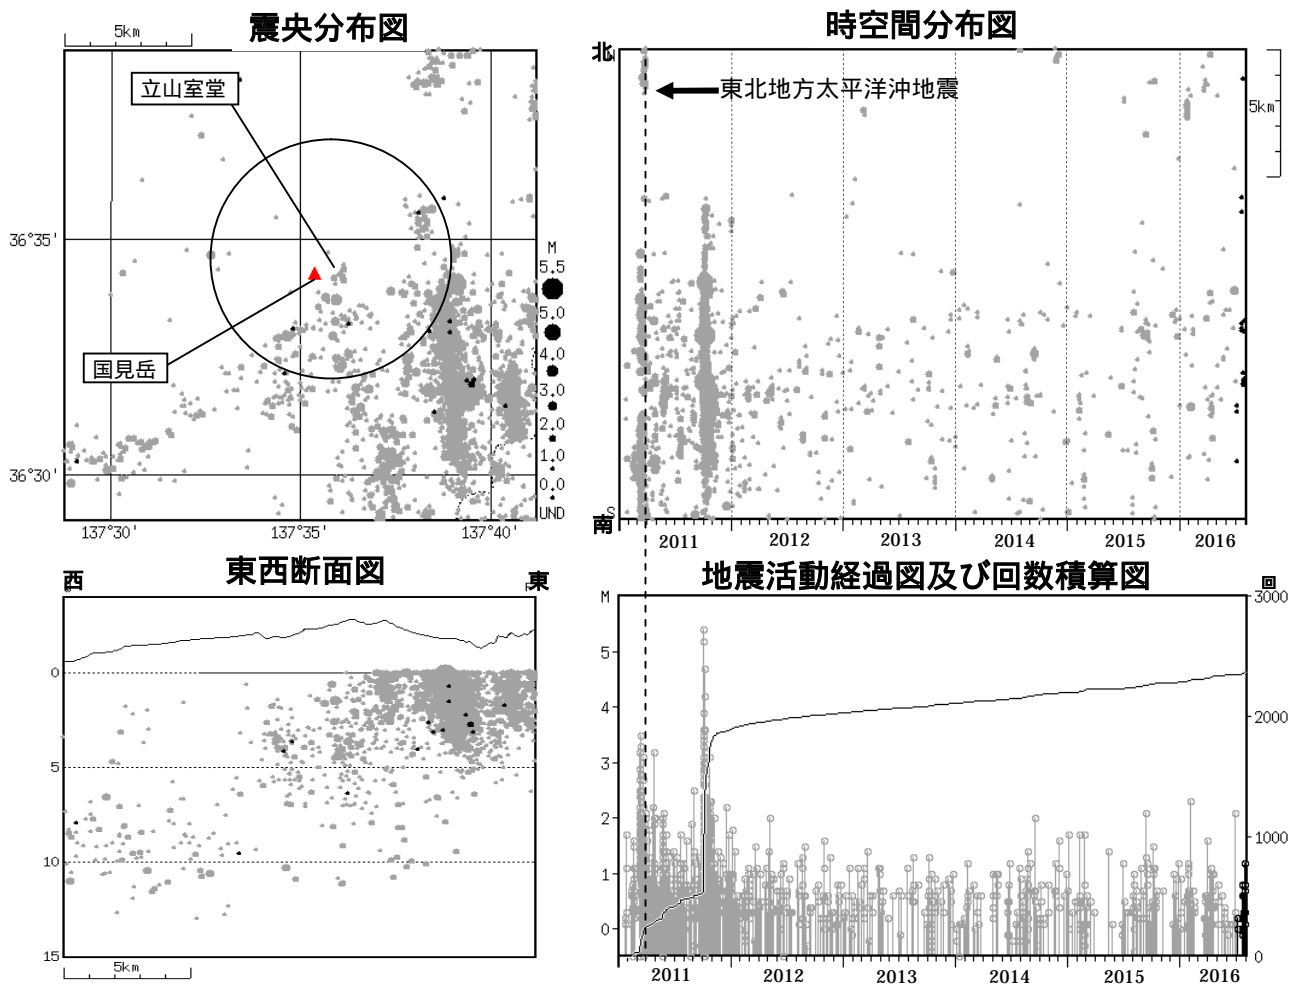 震央分布図
5km
立山室堂
国見岳
36°35'
36°30'
137°30'
137°35'
137°40'
M
5.5
5.0
4.0
3.0
2.0
1.0
0.0
UND
時空間分布図
北
東北地方太平洋沖地震
5km
南
2011
2012
2013
2014
2015
2016
東西断面図
西
東
0
5
10
15
5km
地震活動経過図及び回数積算図
M
回
5
4
3
2
1
0
3000
2000
1000
0
2011
2012
2013
2014
2015
2016